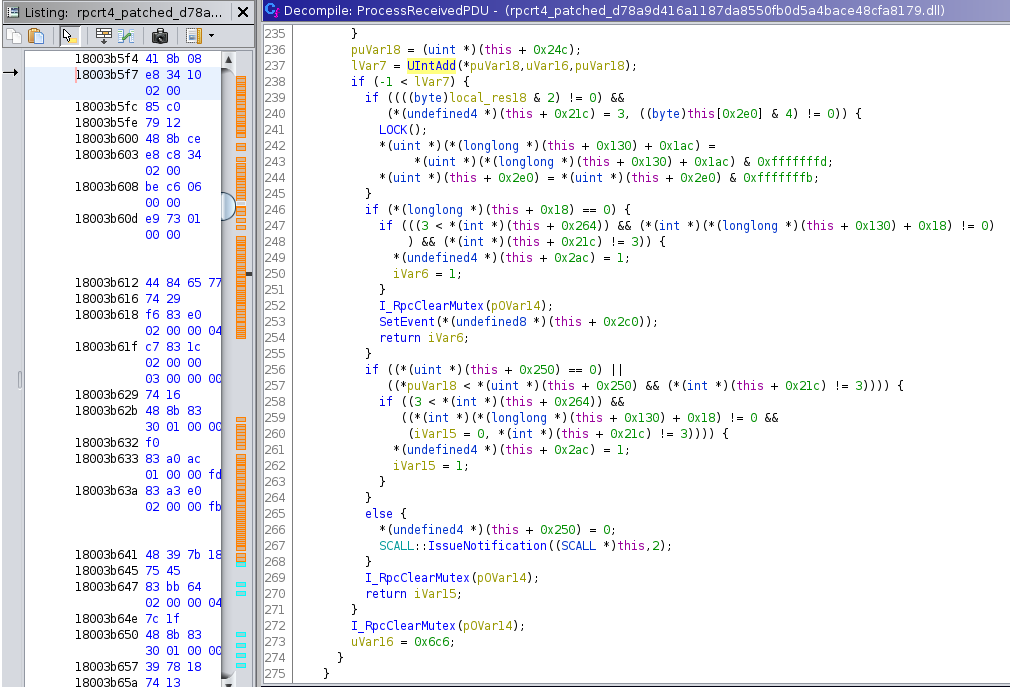 Listing: rpcrt4_patched_d78a...
18003b5f4 41 8b 08
18003b5f7 e8 34 10
02 00
18003b5fc 85 c0
18003b5fe 79 12
18003b600 48 8b ce
18003b603 e8 c8 34
02 00
18003b608 be c6 06
00 00
18003b60d e9 73 01
00 00
18003b612 44 84 65 77
18003b616 74 29
18003b618 f6 83 e0
02 00 00 04
18003b61f c7 83 1c
02 00 00
03 00 00 00
18003b629 74 16
18003b62b 48 8b 83
30 01 00 00
18003b632 f0
18003b633 83 a0 ac
01 00 00 fd
18003b63a 83 a3 e0
02 00 00 fb
18003b641 48 39 7b 18
18003b645 75 45
18003b647 83 bb 64
02 00 00 04
18003b64e 7c 1f
18003b650 48 8b 83
30 01 00 00
18003b657 39 78 18
18003b65a 74 13
Decompile: ProcessReceivedPDU - (rpcrt4_patched_d78a9d416a1187da8550fb0d5a4bace48cfa8179.dll)
235 }
236 puVar18 = (uint *)(this + 0x24c);
237 lVar7 = UIntAdd(*puVar18,uVar16,puVar18);
238 if (-1 < lVar7) {
239 if ((((byte)local_res18 & 2) != 0) &&
240 (*(undefined4 *)(this + 0x21c) = 3, ((byte)this[0x2e0] & 4) != 0)) {
241 LOCK();
242 *(uint *)(*(longlong *)(this + 0x130) + 0x1ac) =
243 *(uint *)(*(longlong *)(this + 0x130) + 0x1ac) & 0xfffffffd;
244 *(uint *)(this + 0x2e0) = *(uint *)(this + 0x2e0) & 0xfffffffb;
245 }
246 if (*(longlong *)(this + 0x18) == 0) {
247 if (((3 < *(int *)(this + 0x264)) && (*(int *)(*(longlong *)(this + 0x130) + 0x18) != 0)
248 ) && (*(int *)(this + 0x21c) != 3)) {
249 *(undefined4 *)(this + 0x2ac) = 1;
250 iVar6 = 1;
251 }
252 I_RpcClearMutex(pOVar14);
253 SetEvent(*(undefined8 *)(this + 0x2c0));
254 return iVar6;
255 }
256 if ((*(uint *)(this + 0x250) == 0) ||
257 ((*puVar18 < *(uint *)(this + 0x250) && (*(int *)(this + 0x21c) != 3)))) {
258 if ((3 < *(int *)(this + 0x264)) &&
259 ((*(int *)(*(longlong *)(this + 0x130) + 0x18) != 0 &&
260 (iVar15 = 0, *(int *)(this + 0x21c) != 3)))) {
261 *(undefined4 *)(this + 0x2ac) = 1;
262 iVar15 = 1;
263 }
264 }
265 else {
266 *(undefined4 *)(this + 0x250) = 0;
267 SCALL::IssueNotification((SCALL *)this,2);
268 }
269 I_RpcClearMutex(pOVar14);
270 return iVar15;
271 }
272 I_RpcClearMutex(pOVar14);
273 uVar16 = 0x6c6;
274 }
275 }